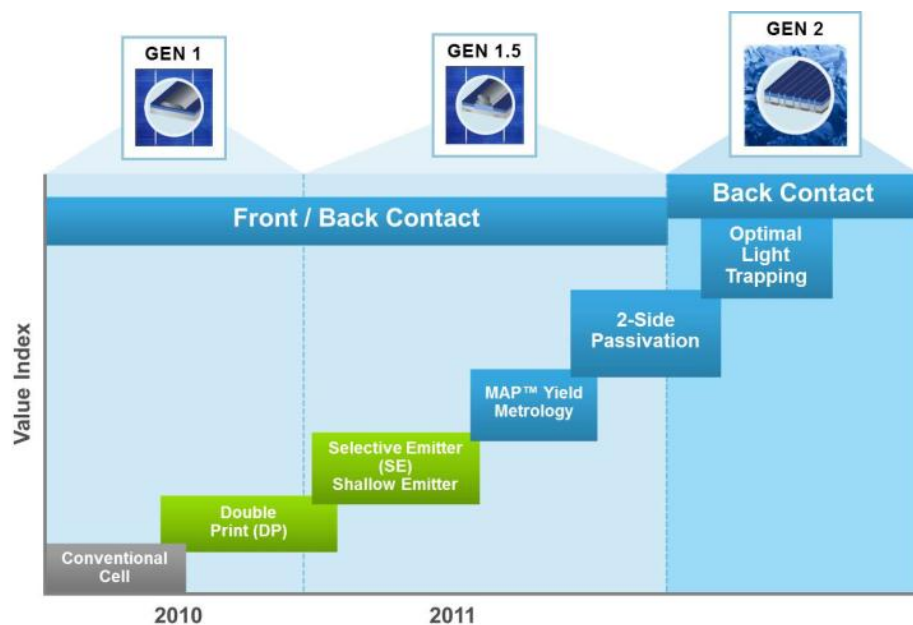 GEN 1
GEN 1.5
GEN 2
Front / Back Contact
Back Contact
Optimal
Light
Trapping
2-Side
Passivation
MAP™ Yield
Metrology
Selective Emitter
(SE)
Shallow Emitter
Double
Print (DP)
Conventional
Cell
Value Index
2010
2011